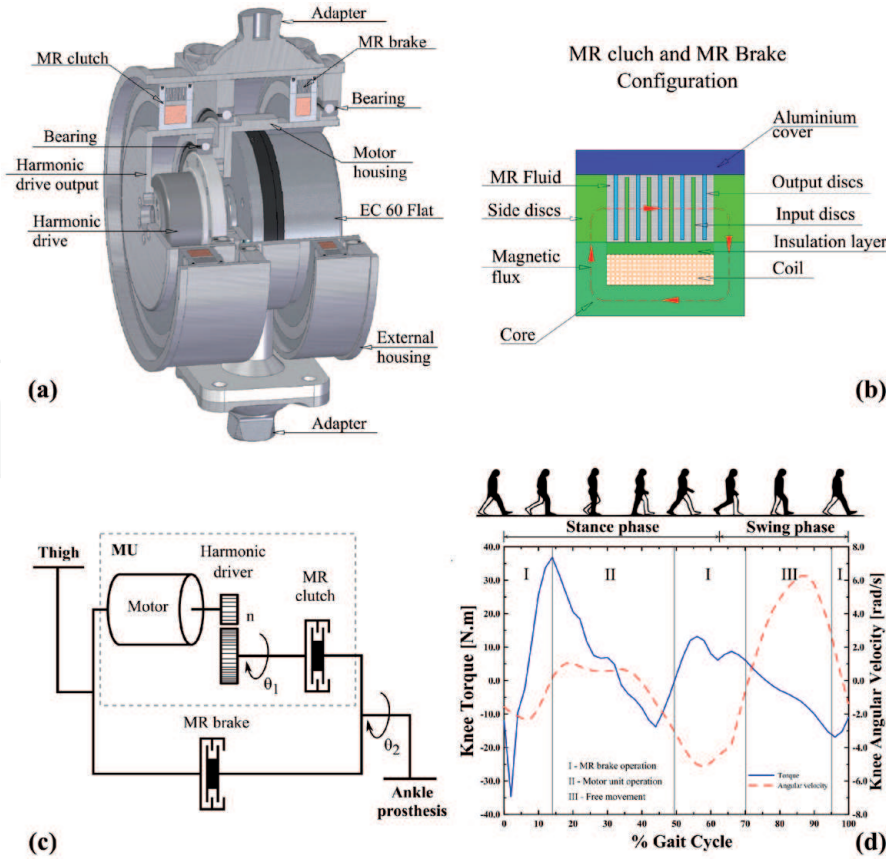 Adapter
MR clutch
MR brake
Bearing
Bearing
Motor
housing
Harmonic
drive output
EC 60 Flat
Harmonic
drive
External
housing
(a)
Adapter
MR cluch and MR Brake
Configuration
Aluminium
cover
MR Fluid
Output discs
Side discs
Input discs
Insulation layer
Magnetic
flux
Coil
Core
(b)
Thigh
MU
Harmonic
driver
MR
clutch
Motor
n
θ1
MR brake
θ2
Ankle
prosthesis
(c)
Stance phase
Swing phase
40.0
30.0
20.0
10.0
0.0
-10.0
-20.0
-30.0
-40.0
Knee Torque [N.m]
I
II
I
III
I
8.0
6.0
4.0
2.0
0.0
-2.0
-4.0
-6.0
-8.0
Knee Angular Velocity [rad/s]
I - MR brake operation
II - Motor unit operation
III - Free movement
Torque
Angular velocity
0 10 20 30 40 50 60 70 80 90 100
% Gait Cycle
(d)